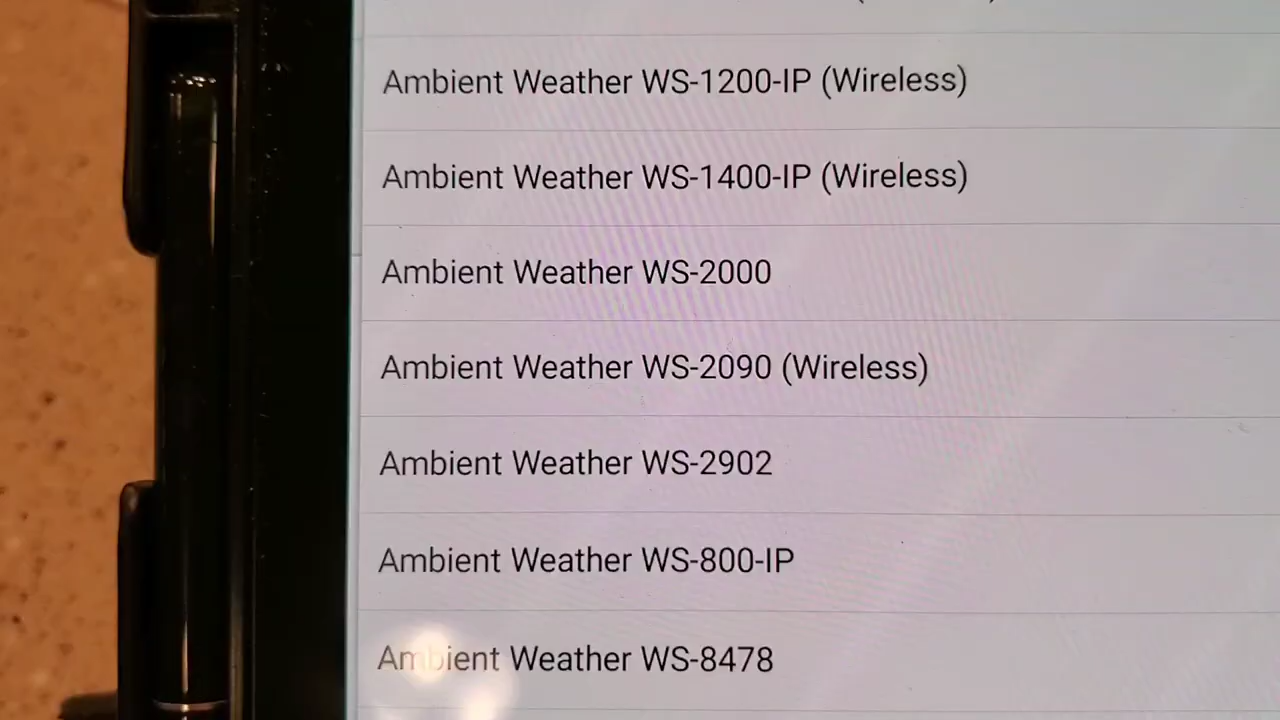 Ambient Weather WS-1200-IP (Wireless)
Ambient Weather WS-1400-IP (Wireless)
Ambient Weather WS-2000
Ambient Weather WS-2090 (Wireless)
Ambient Weather WS-2902
Ambient Weather WS-800-IP
Ambient Weather WS-8478